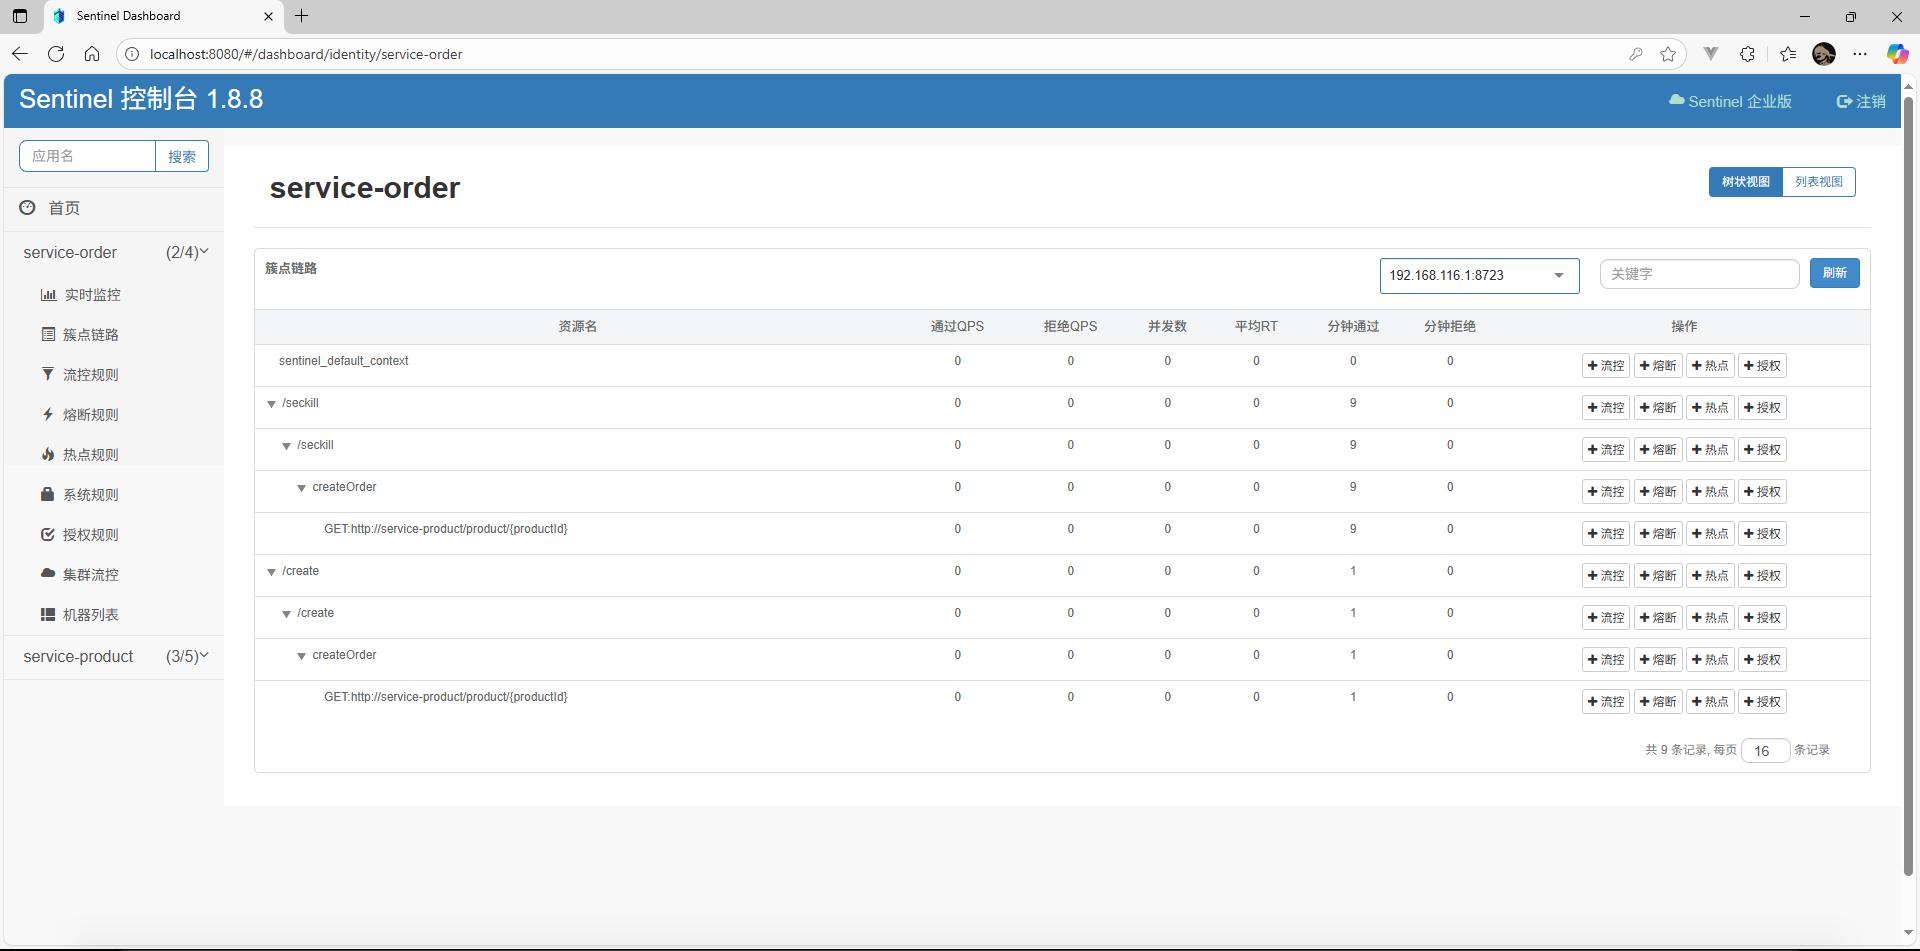 Sentinel Dashboard
localhost:8080/#/dashboard/identity/service-order
Sentinel 控制台 1.8.8
Sentinel 企业版
注销
应用名 搜索
首页
service-order (2/4)
实时监控
簇点链路
流控规则
熔断规则
热点规则
系统规则
授权规则
集群流控
机器列表
service-product (3/5)
service-order
树状视图 列表视图
簇点链路 192.168.116.1:8723 关键字 刷新
资源名 通过QPS 拒绝QPS 并发数 平均RT 分钟通过 分钟拒绝 操作
sentinel_default_context 0 0 0 0 0 0 流控 熔断 热点 授权
/seckill 0 0 0 0 9 0 流控 熔断 热点 授权
/seckill 0 0 0 0 9 0 流控 熔断 热点 授权
createOrder 0 0 0 0 9 0 流控 熔断 热点 授权
GET:http://service-product/product/{productId} 0 0 0 0 9 0 流控 熔断 热点 授权
/create 0 0 0 0 1 0 流控 熔断 热点 授权
/create 0 0 0 0 1 0 流控 熔断 热点 授权
createOrder 0 0 0 0 1 0 流控 熔断 热点 授权
GET:http://service-product/product/{productId} 0 0 0 0 1 0 流控 熔断 热点 授权
共 9 条记录, 每页 16 条记录